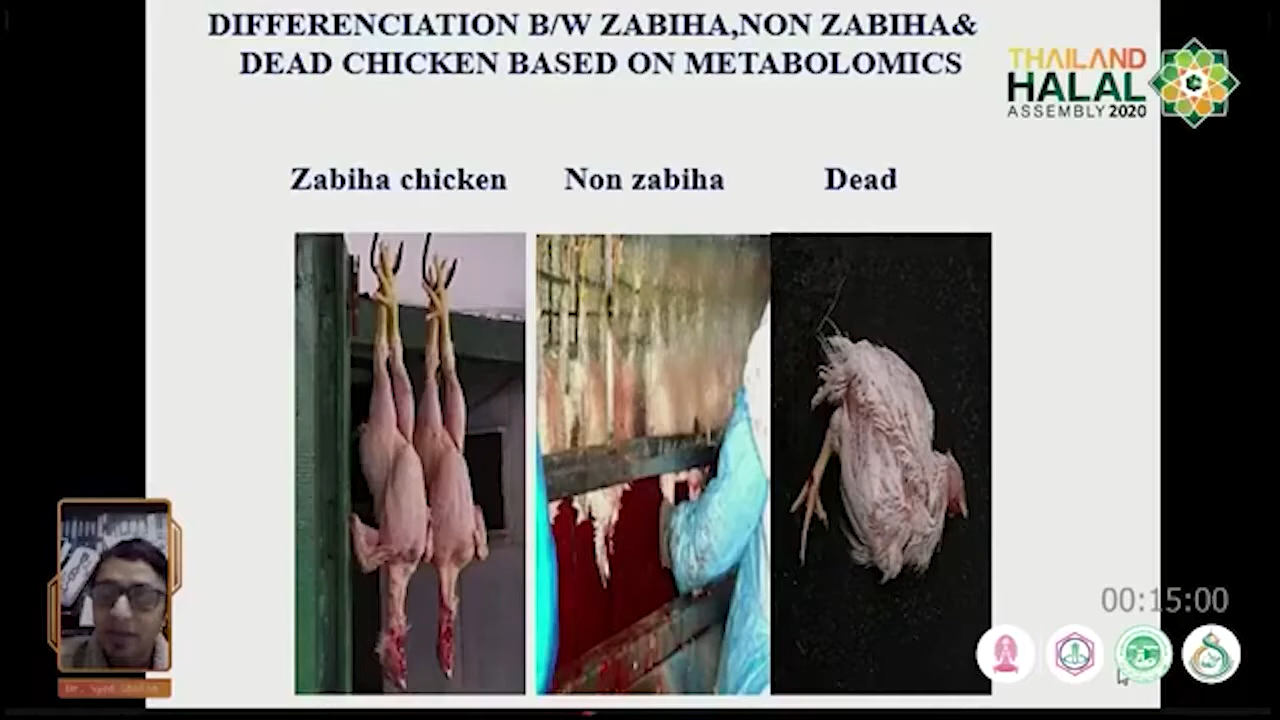 DIFFERENCIATION B/W ZABIHA,NON ZABIHA&
DEAD CHICKEN BASED ON METABOLOMICS
THAILAND
HALAL
ASSEMBLY 2020
Zabiha chicken
Non zabiha
Dead
00:15:00